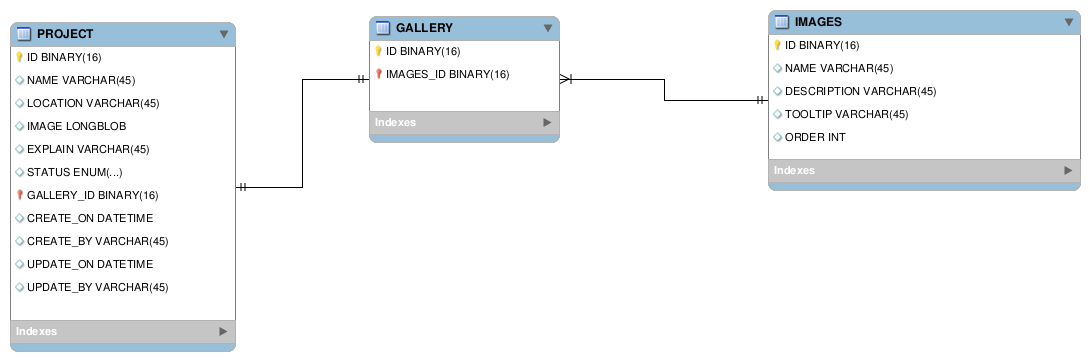 PROJECT
ID BINARY(16)
NAME VARCHAR(45)
LOCATION VARCHAR(45)
IMAGE LONGBLOB
EXPLAIN VARCHAR(45)
STATUS ENUM(...)
GALLERY_ID BINARY(16)
CREATE_ON DATETIME
CREATE_BY VARCHAR(45)
UPDATE_ON DATETIME
UPDATE_BY VARCHAR(45)
Indexes
GALLERY
ID BINARY(16)
IMAGES_ID BINARY(16)
Indexes
IMAGES
ID BINARY(16)
NAME VARCHAR(45)
DESCRIPTION VARCHAR(45)
TOOLTIP VARCHAR(45)
ORDER INT
Indexes